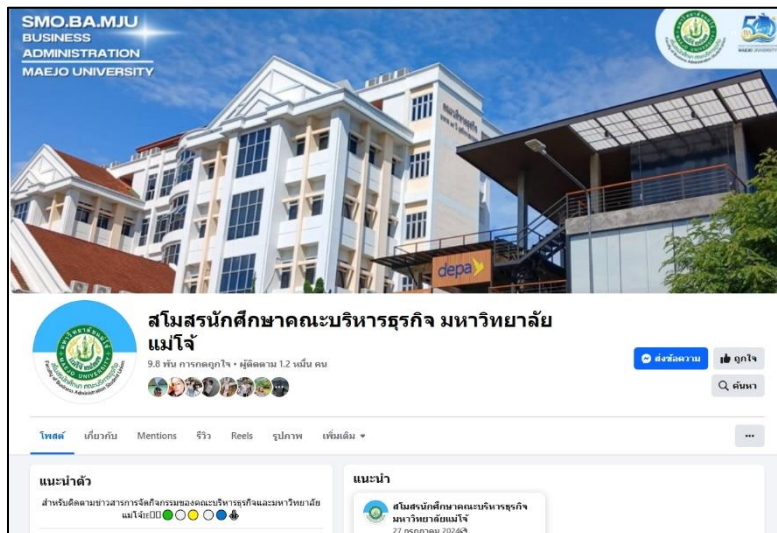 SMO.BA.MJU
BUSINESS
ADMINISTRATION
MAEJO UNIVERSITY
MAEJO UNIVERSITY
depa
สโมสรนักศึกษาคณะบริหารธุรกิจ มหาวิทยาลัย
แม่โจ้
9.8 พัน การกดถูกใจ • ผู้ติดตาม 1.2 หมื่น คน
ส่งข้อความ
ถูกใจ
ค้นหา
โพสต์ เกี่ยวกับ Mentions รีวิว Reels รูปภาพ เพิ่มเติม
แนะนำตัว
สำหรับติดตามข่าวสารการจัดกิจกรรมของคณะบริหารธุรกิจและมหาวิทยาลัย
แนะนำ
สโมสรนักศึกษาคณะบริหารธุรกิจ
มหาวิทยาลัยแม่โจ้
27 กรกฎาคม 2024